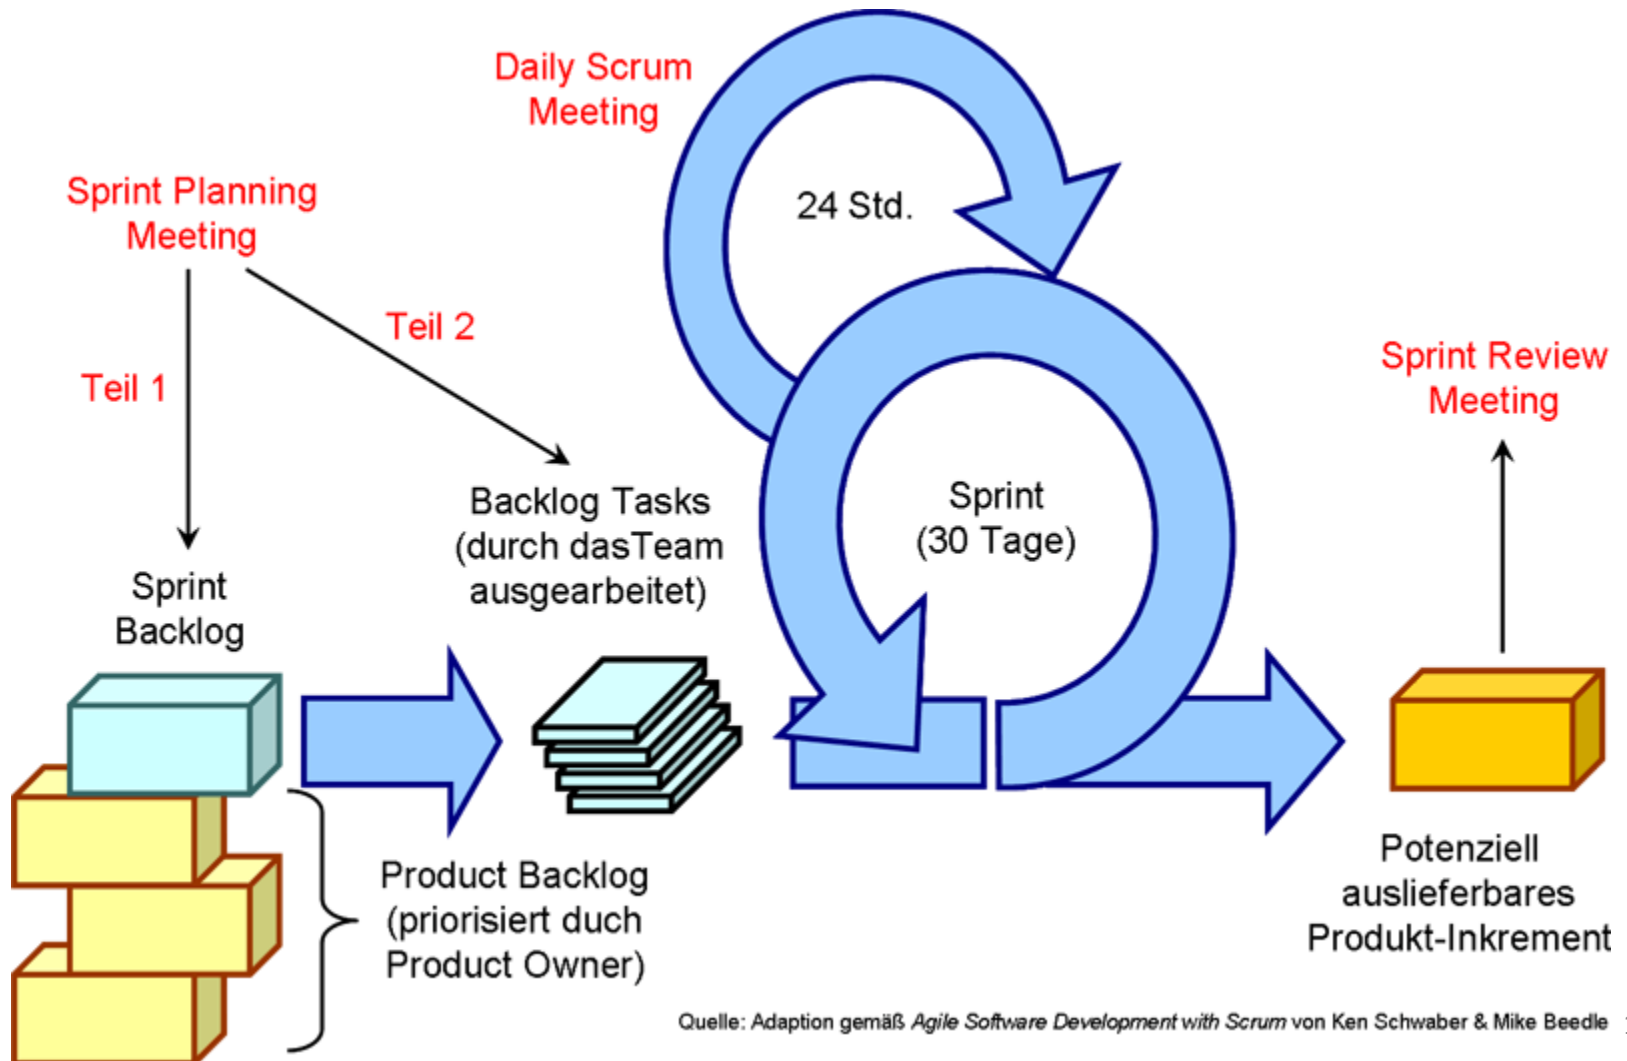 Daily Scrum
Meeting
Sprint Planning
Meeting
24 Std.
Teil 2
Teil 1
Sprint Review
Meeting
Backlog Tasks
(durch dasTeam
ausgearbeitet)
Sprint
(30 Tage)
Sprint
Backlog
Product Backlog
(priorisiert duch
Product Owner)
Potenziell
auslieferbares
Produkt-Inkrement
Quelle: Adaption gemäß Agile Software Development with Scrum von Ken Schwaber & Mike Beedle